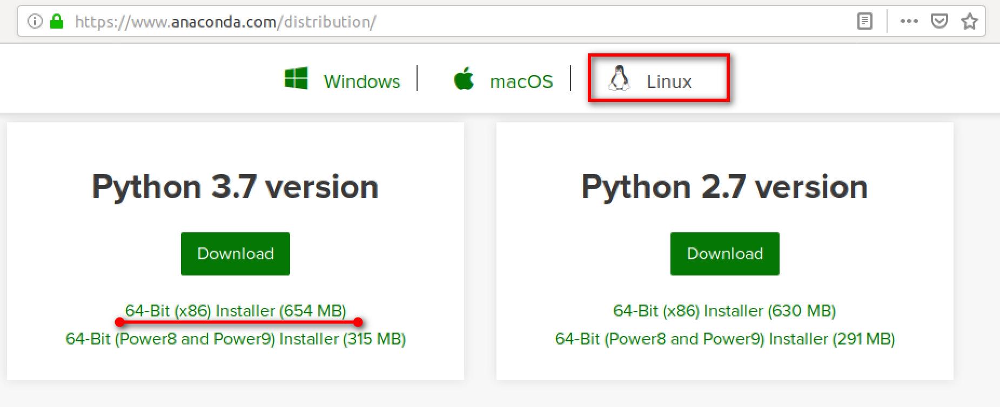 https://www.anaconda.com/distribution/
Windows macOS Linux
Python 3.7 version
Download
64-Bit (x86) Installer (654 MB)
64-Bit (Power8 and Power9) Installer (315 MB)
Python 2.7 version
Download
64-Bit (x86) Installer (630 MB)
64-Bit (Power8 and Power9) Installer (291 MB)